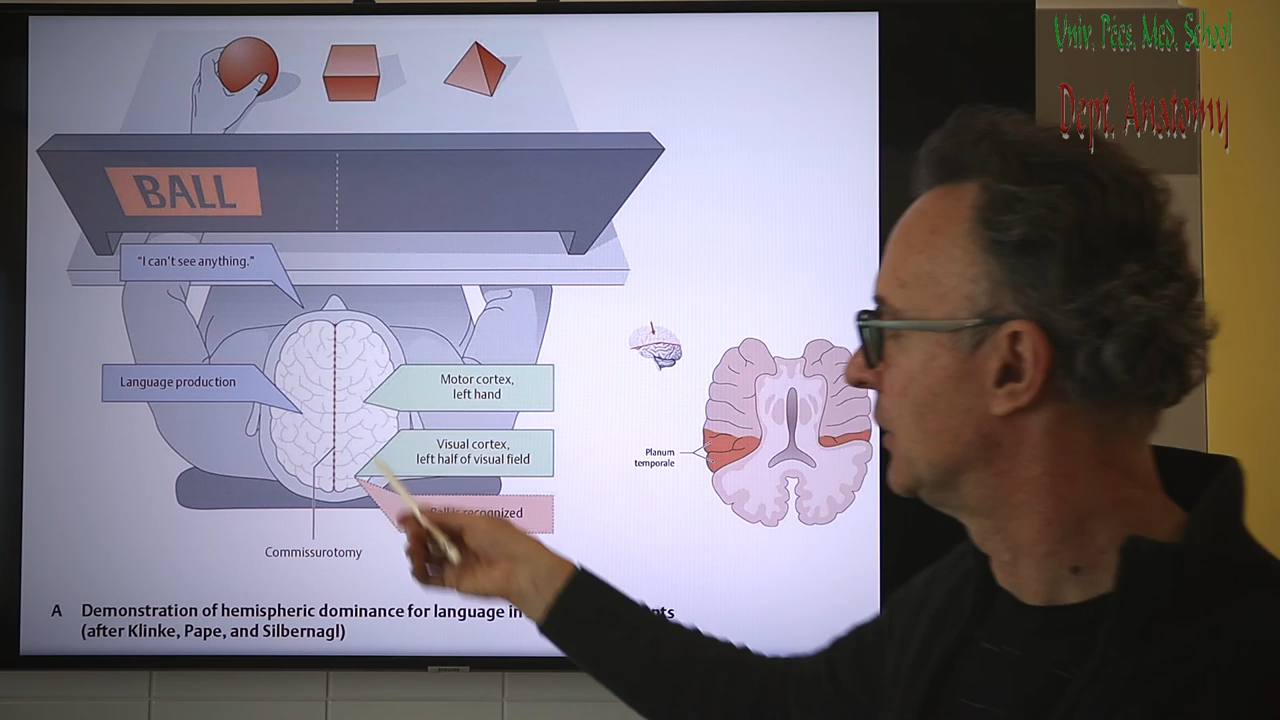 Univ. Pécs. Med. School
Dept. Anatomy
BALL
"I can't see anything."
Language production
Motor cortex,
left hand
Visual cortex,
left half of visual field
recognized
Planum
temporale
Commissurotomy
A Demonstration of hemispheric dominance for language in
(after Klinke, Pape, and Silbernagl)
SAMSUNG